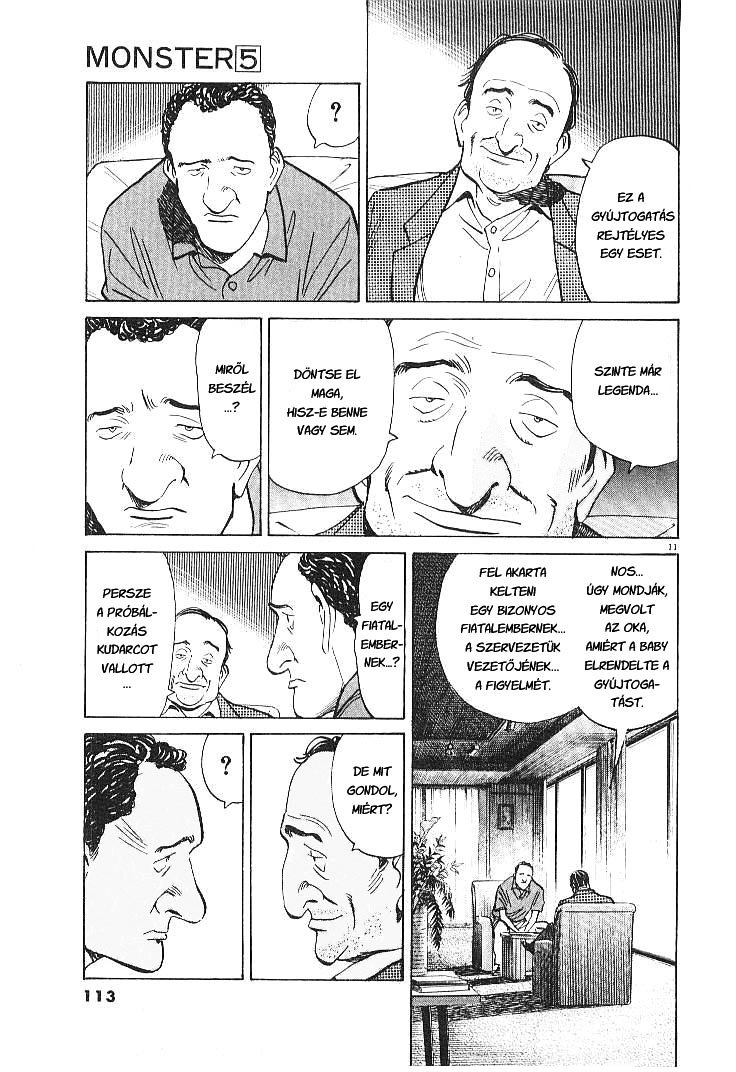 MONSTER 5
EZ A
GYÚJTOGATÁS
REJTÉLYES
EGY ESET.
?
SZINTE MÁR
LEGENDA...
DÖNTSE EL
MAGA,
HISZ-E BENNE
VAGY SEM.
MIRŐL
BESZÉL
...?
11
NOS...
ÚGY MONDJÁK,
MEGVOLT
AZ OKA,
AMIÉRT A BABY
ELRENDELTE A
GYÚJTOGA-
TÁST.
FEL AKARTA
KELTENI
EGY BIZONYOS
FIATALEMBERNEK...
A SZERVEZETÜK
VEZETŐJÉNEK...
A FIGYELMÉT.
EGY
FIATAL-
EMBER-
NEK...?
PERSZE
A PRÓBÁL-
KOZÁS
KUDARCOT
VALLOTT
...
DE MIT
GONDOL,
MIÉRT?
?
113